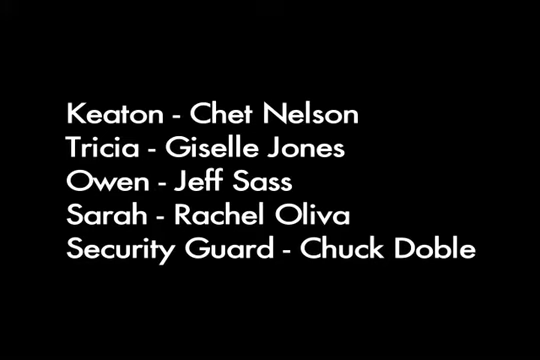 Keaton - Chet Nelson
Tricia - Giselle Jones
Owen - Jeff Sass
Sarah - Rachel Oliva
Security Guard - Chuck Doble